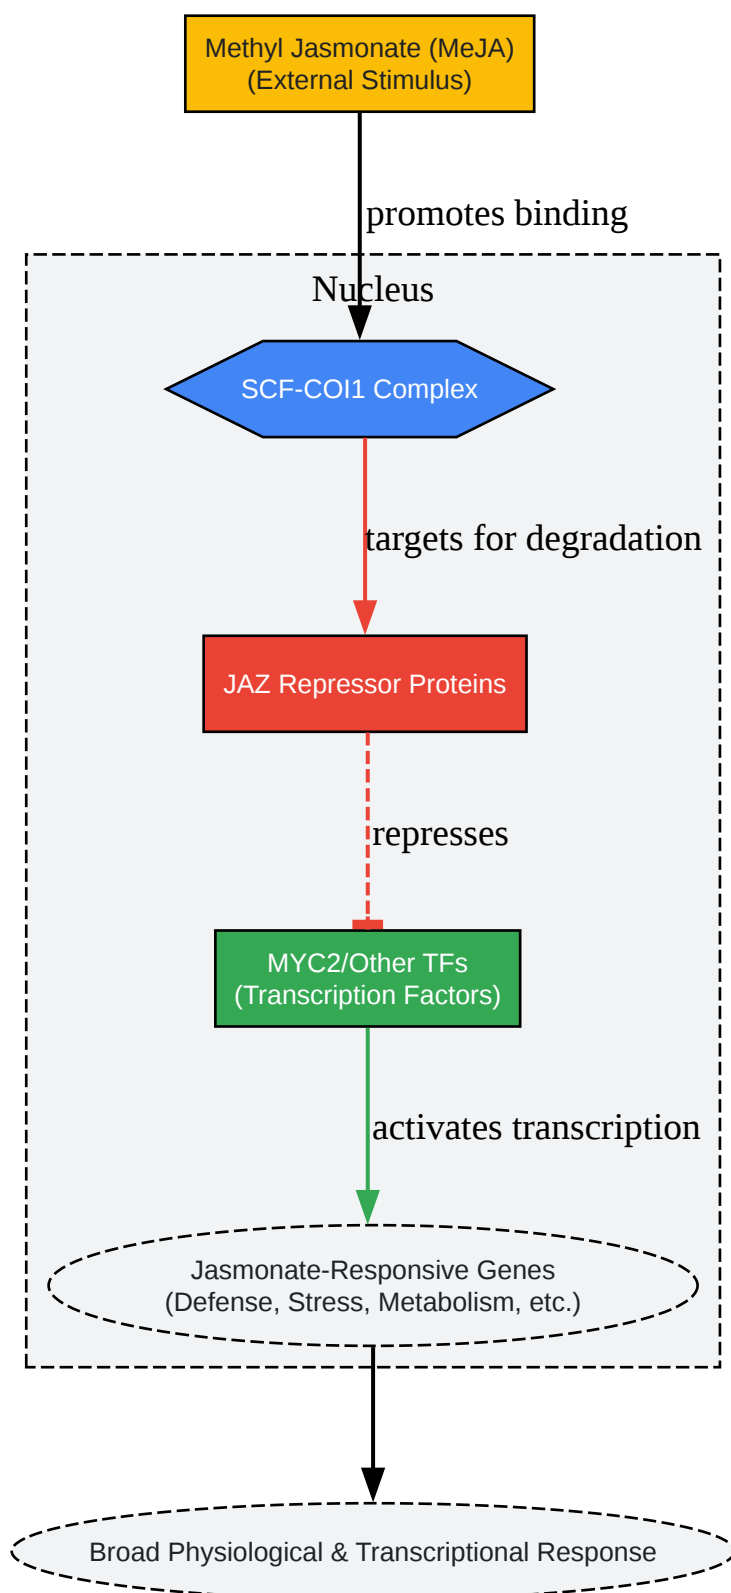 Methyl Jasmonate (MeJA)
(External Stimulus)
promotes binding
Nucleus
SCF-COI1 Complex
targets for degradation
JAZ Repressor Proteins
represses
MYC2/Other TFs
(Transcription Factors)
activates transcription
Jasmonate-Responsive Genes
(Defense, Stress, Metabolism, etc.)
Broad Physiological & Transcriptional Response